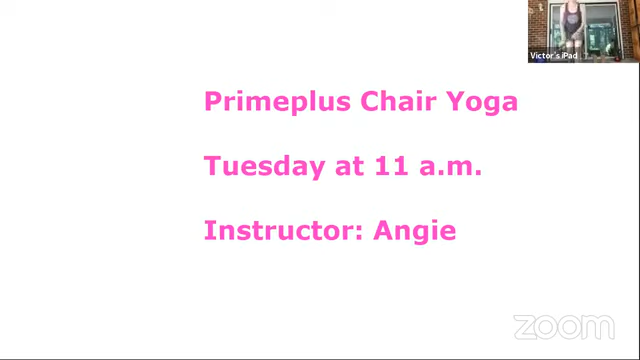 Victor's iPad
Primeplus Chair Yoga
Tuesday at 11 a.m.
Instructor: Angie
zoom